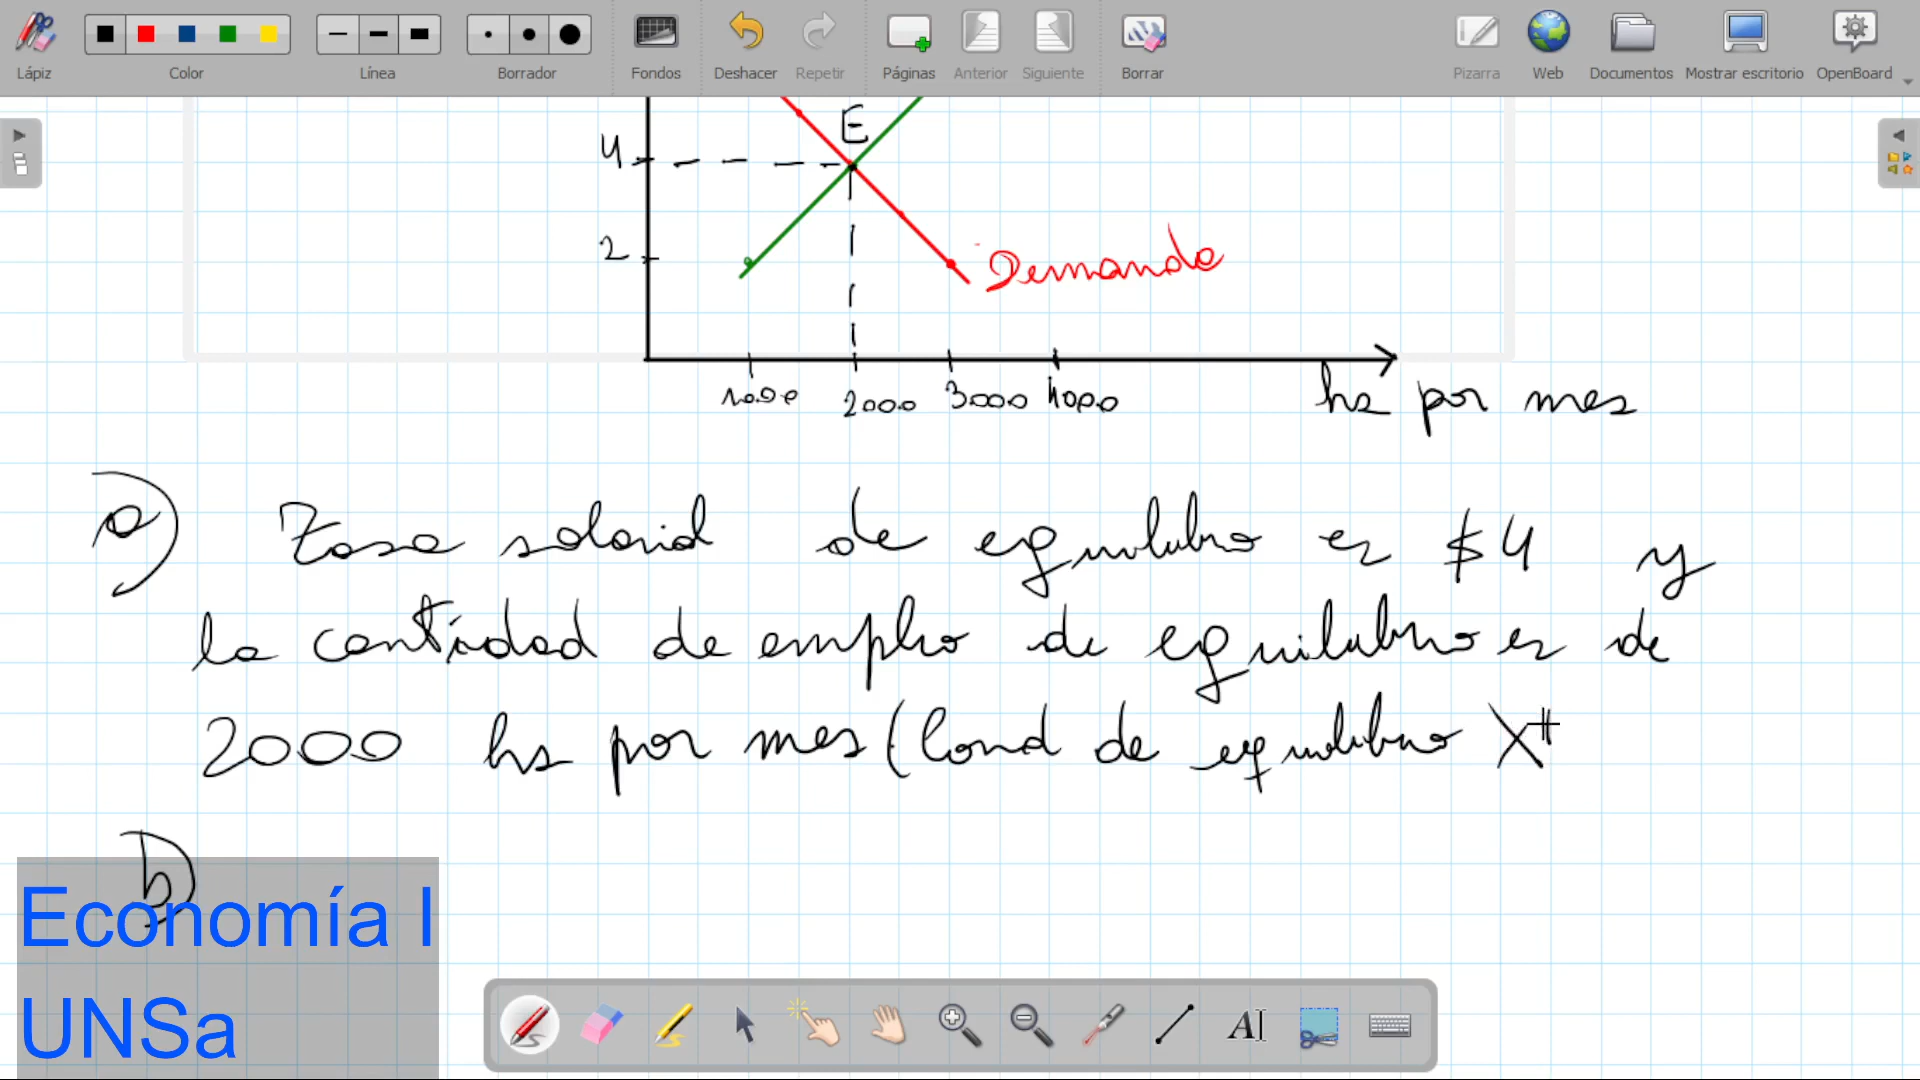 Lápiz
Color
Línea
Borrador
Fondos
Deshacer
Repetir
Páginas
Anterior
Siguiente
Borrar
Pizarra
Web
Documentos
Mostrar escritorio
OpenBoard
E
4
2
Demanda
1000 2000 3000 4000
hs por mes
a) Tasa salarial de equilibrio es $4 y
la cantidad de empleo de equilibrio es de
2000 hs por mes (Cond de equilibrio X
b)
Economía I
UNSa
AI